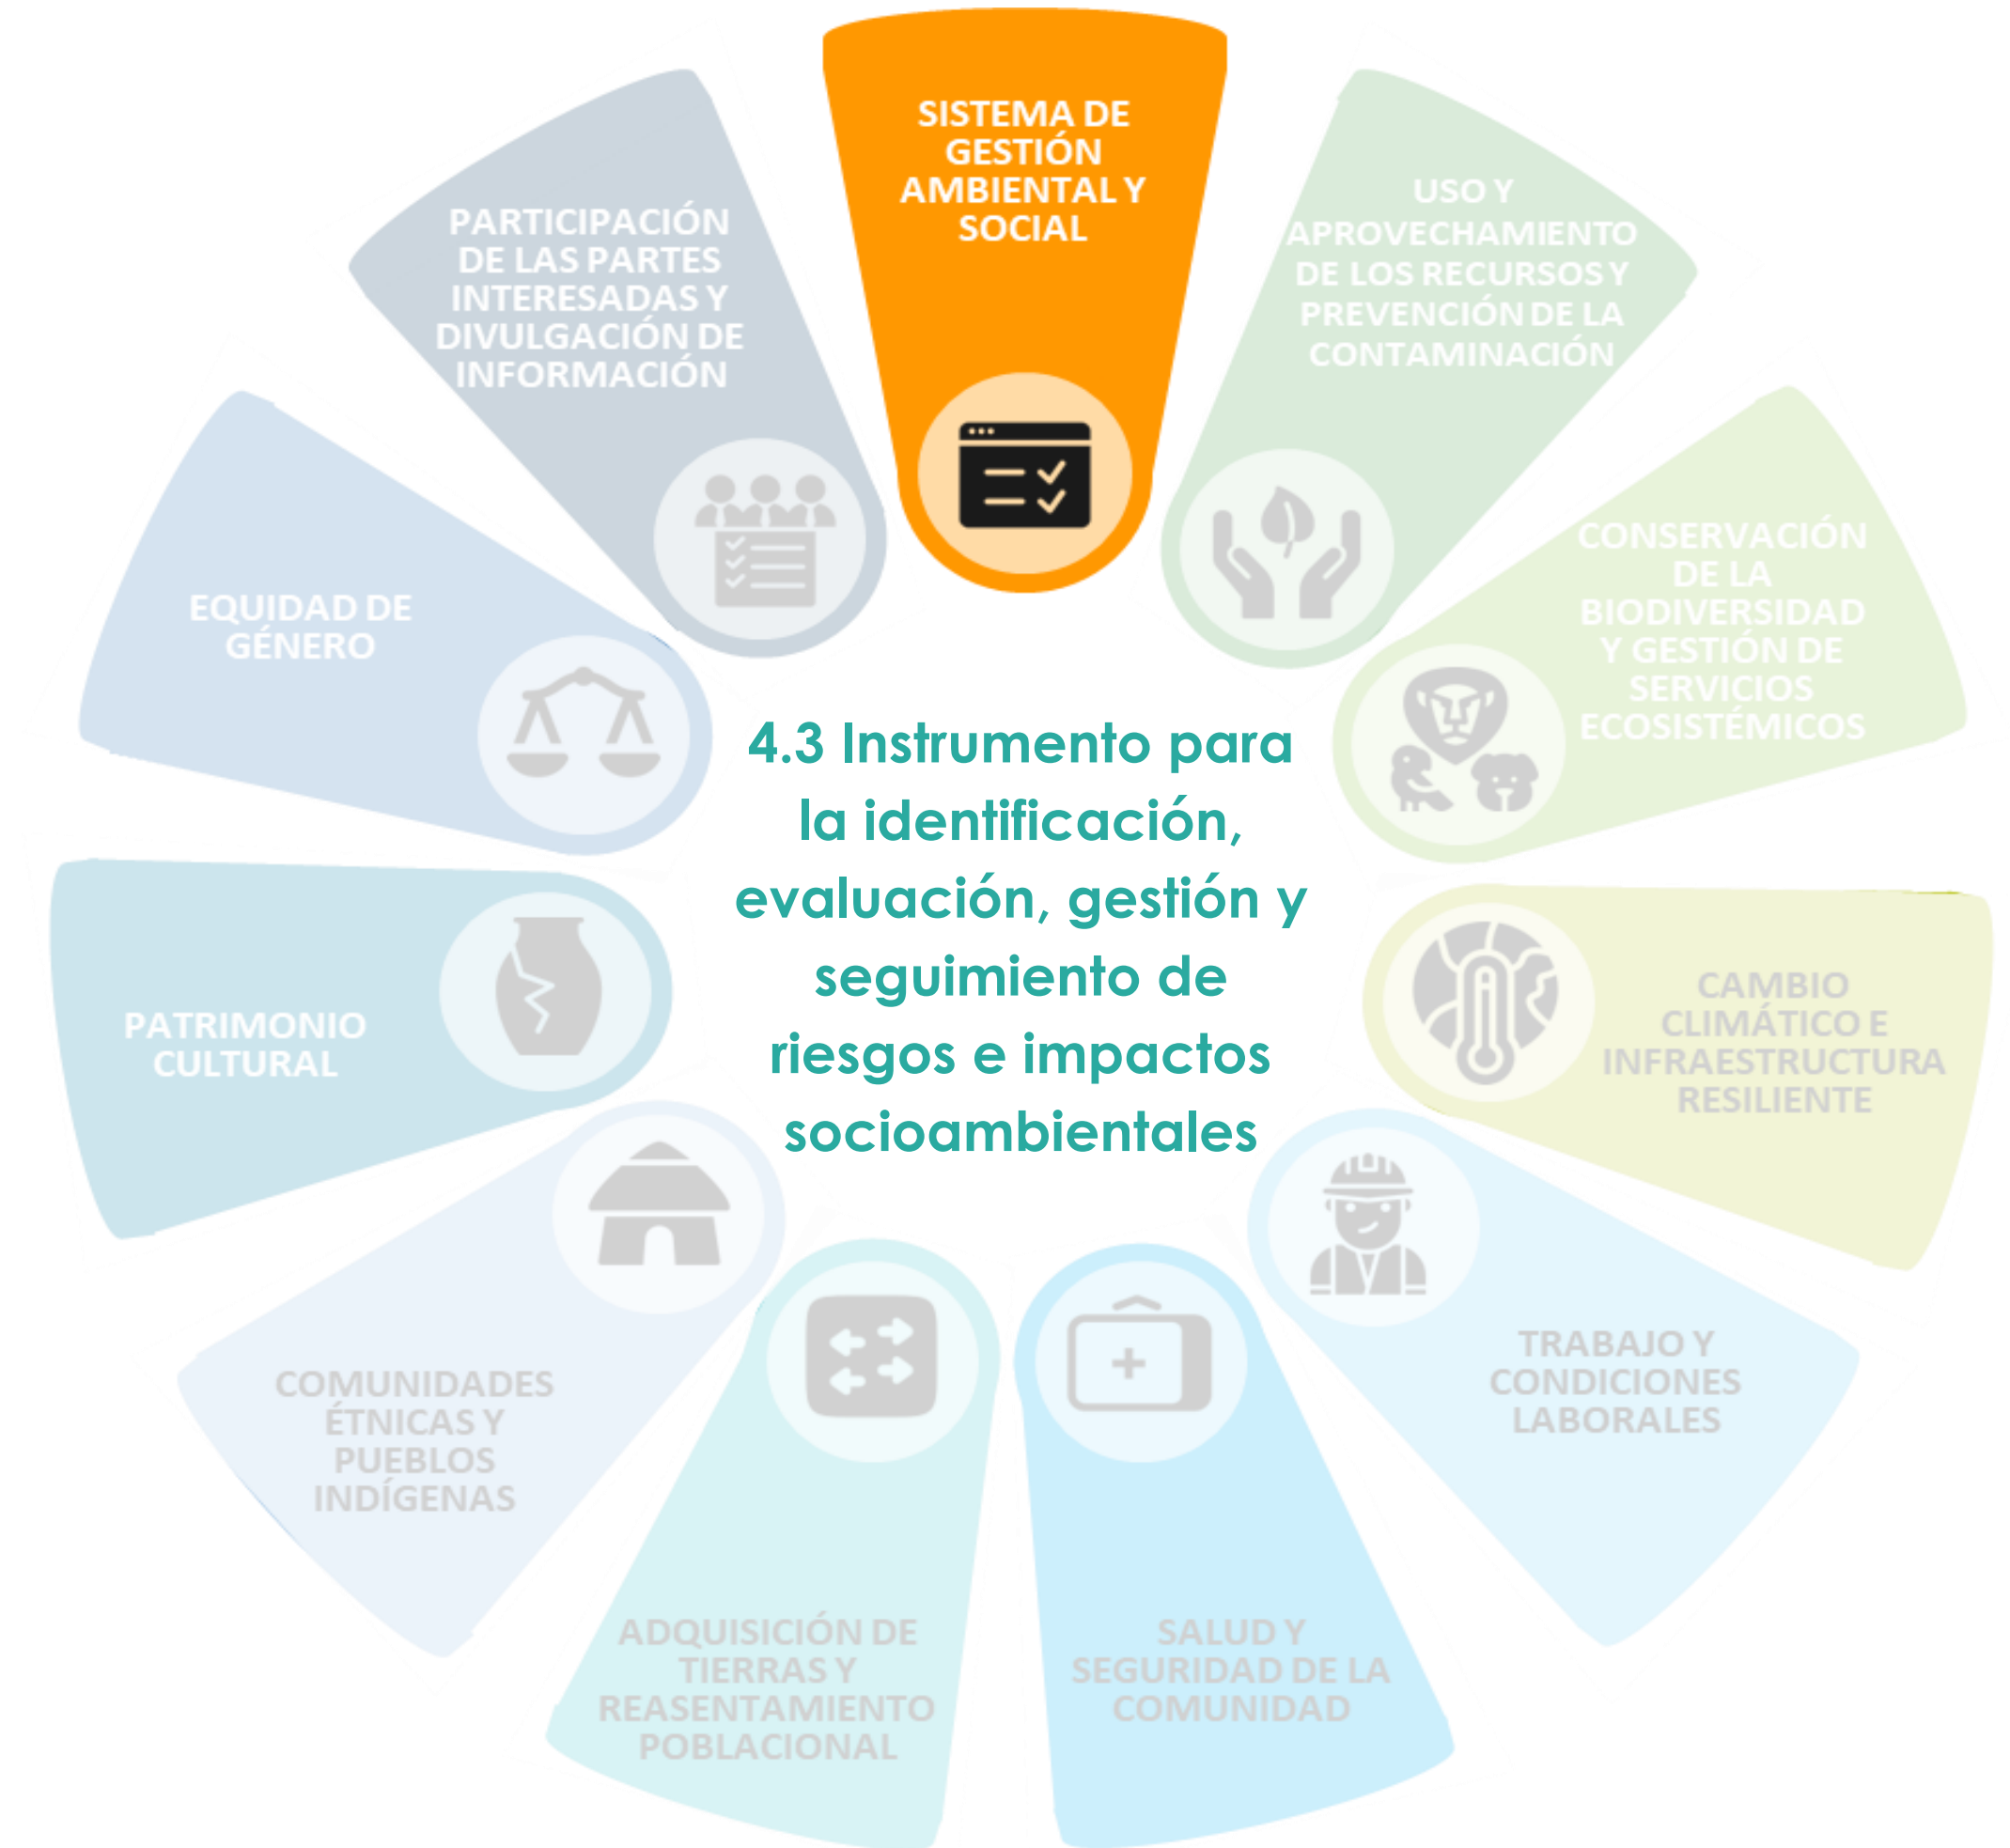 SISTEMA DE
GESTIÓN
AMBIENTAL Y
SOCIAL
USO Y
APROVECHAMIENTO
DE LOS RECURSOS Y
PREVENCIÓN DE LA
CONTAMINACIÓN
CONSERVACIÓN
DE LA
BIODIVERSIDAD
Y GESTIÓN DE
SERVICIOS
ECOSISTÉMICOS
CAMBIO
CLIMÁTICO E
INFRAESTRUCTURA
RESILIENTE
TRABAJO Y
CONDICIONES
LABORALES
SALUD Y
SEGURIDAD DE LA
COMUNIDAD
ADQUISICIÓN DE
TIERRAS Y
REASENTAMIENTO
POBLACIONAL
COMUNIDADES
ÉTNICAS Y
PUEBLOS
INDÍGENAS
PATRIMONIO
CULTURAL
EQUIDAD DE
GÉNERO
PARTICIPACIÓN
DE LAS PARTES
INTERESADAS Y
DIVULGACIÓN DE
INFORMACIÓN
4.3 Instrumento para
la identificación,
evaluación, gestión y
seguimiento de
riesgos e impactos
socioambientales